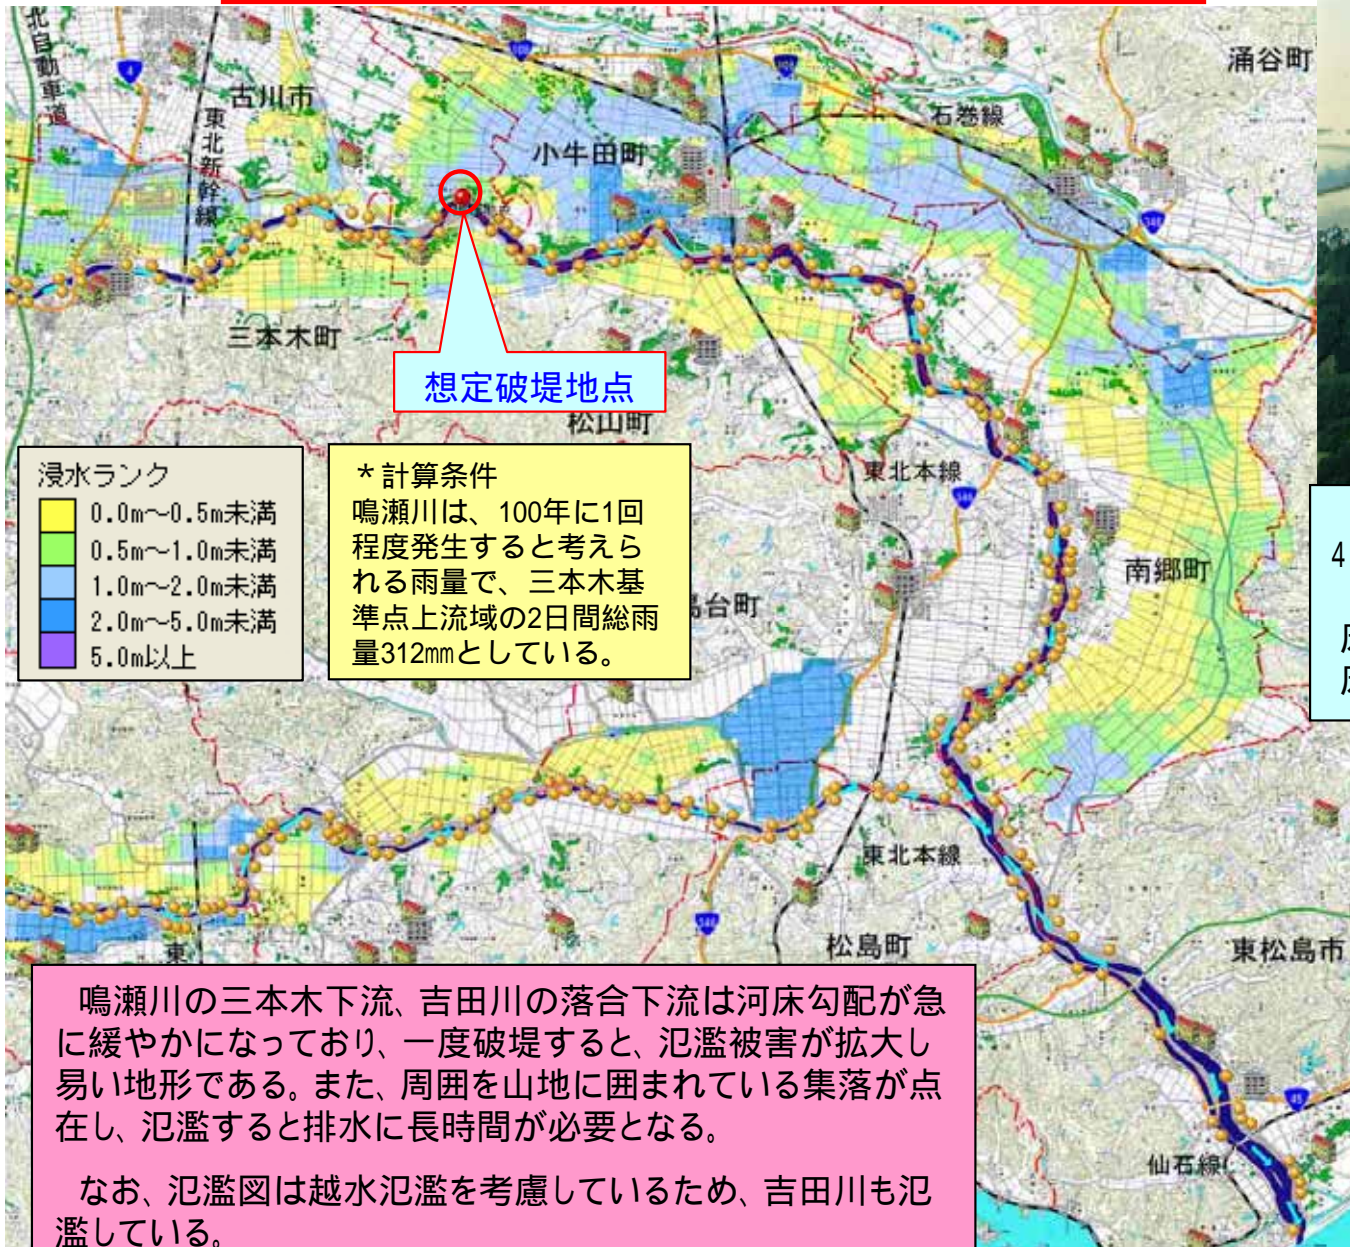 涌谷町
北自動車道
4
古川市
108
108
東北新幹線
石巻線
小牛田町
346
三本木町
想定破堤地点
松山町
浸水ランク
0.0m～0.5m未満
0.5m～1.0m未満
1.0m～2.0m未満
2.0m～5.0m未満
5.0m以上
＊計算条件
鳴瀬川は、100年に1回
程度発生すると考えら
れる雨量で、三本木基
準点上流域の2日間総雨
量312㎜としている。
東北本線
346
南郷町
島台町
4
東北本線
346
松島町
東松島市
東
鳴瀬川の三本木下流、吉田川の落合下流は河床勾配が急
に緩やかになっており、一度破堤すると、氾濫被害が拡大し
易い地形である。また、周囲を山地に囲まれている集落が点
在し、氾濫すると排水に長時間が必要となる。
なお、氾濫図は越水氾濫を考慮しているため、吉田川も氾
濫している。
45
仙石線